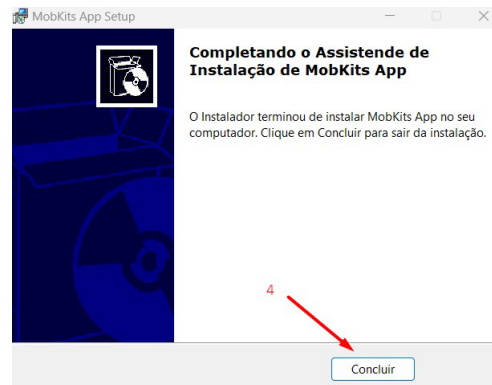 MobKits App Setup
Completando o Assistende de
Instalação de MobKits App
O Instalador terminou de instalar MobKits App no seu
computador. Clique em Concluir para sair da instalação.
4
Concluir